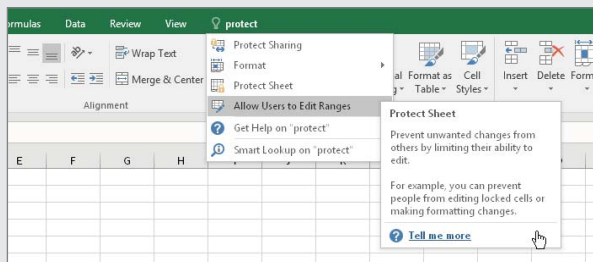 ormulas Data Review View protect
Wrap Text
Merge & Center
Alignment
Protect Sharing
Format
Protect Sheet
Allow Users to Edit Ranges
Get Help on "protect"
Smart Lookup on "protect"
al Format as Cell Insert Delete Form
g Table Styles
E F G H
Protect Sheet
Prevent unwanted changes from
others by limiting their ability to
edit.
For example, you can prevent
people from editing locked cells or
making formatting changes.
Tell me more